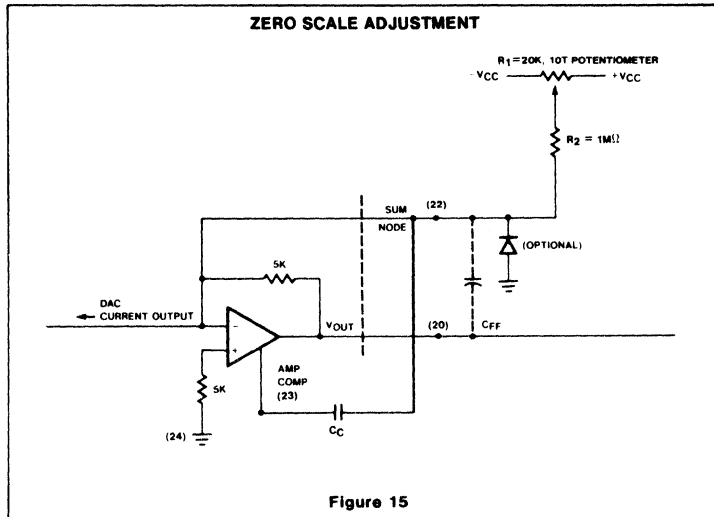 ZERO SCALE ADJUSTMENT
R1=20K, 10T POTENTIOMETER
-VCC
+VCC
R2 = 1MΩ
SUM
NODE
(22)
(OPTIONAL)
5K
DAC
CURRENT OUTPUT
-
+
VOUT
(20)
CFF
AMP
COMP
(23)
5K
(24)
CC
Figure 15